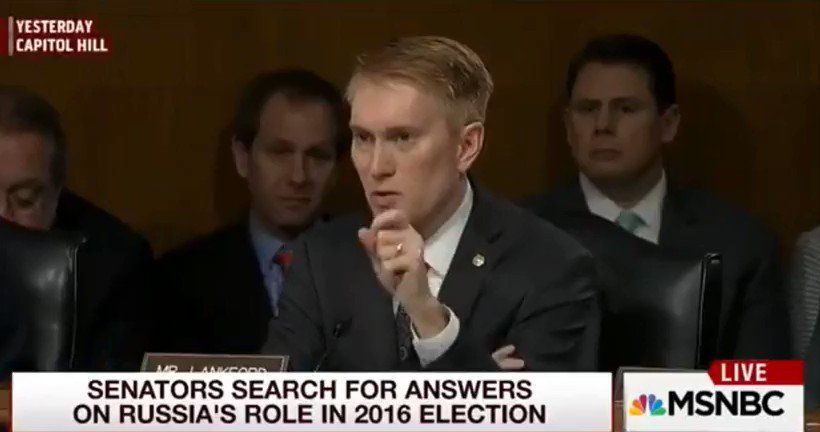 YESTERDAY
CAPITOL HILL
MR. LANKFORD
SENATORS SEARCH FOR ANSWERS
ON RUSSIA'S ROLE IN 2016 ELECTION
LIVE
MSNBC